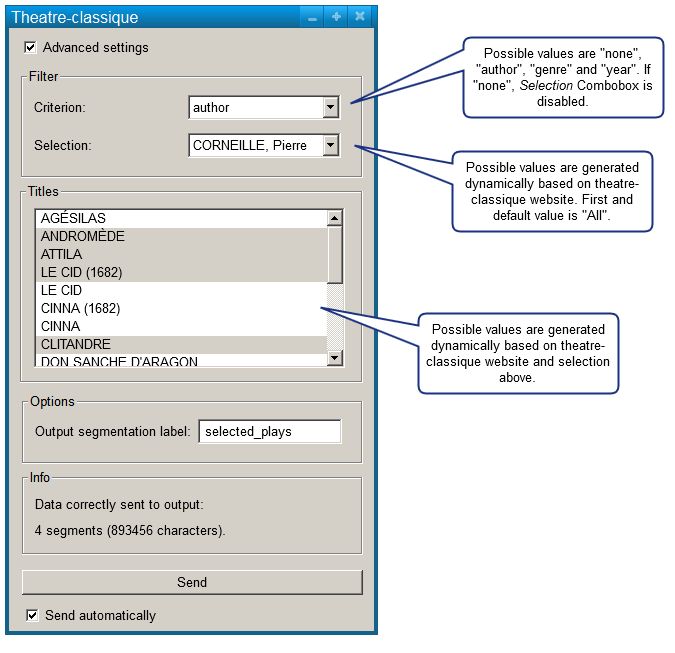 Theatre-classique
Advanced settings
Filter
Criterion:
author
Selection:
CORNEILLE, Pierre
Titles
AGÉSILAS
ANDROMÈDE
ATTILA
LE CID (1682)
LE CID
CINNA (1682)
CINNA
CLITANDRE
DON SANCHE D'ARAGON
Options
Output segmentation label:
selected_plays
Info
Data correctly sent to output:
4 segments (893456 characters).
Send
Send automatically
Possible values are "none",
"author", "genre" and "year". If
"none", Selection Combobox is
disabled.
Possible values are generated
dynamically based on theatre-
classique website. First and
default value is "All".
Possible values are generated
dynamically based on theatre-
classique website and selection
above.